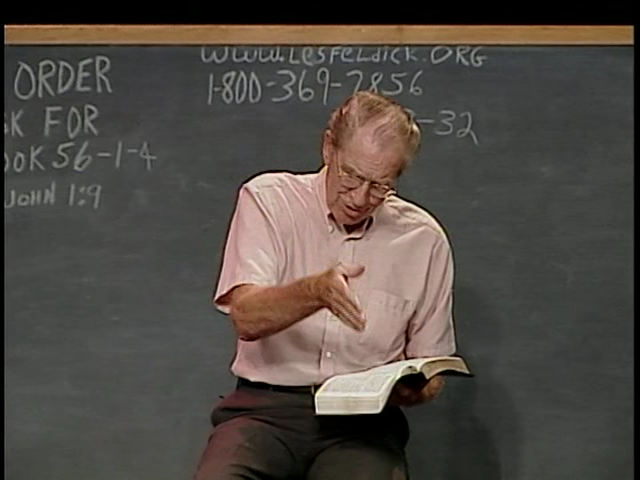 WWW.LESFELDICK.ORG
ORDER
1-800-369-7856
K FOR
-32
OOK 56-1-4
JOHN 1:9